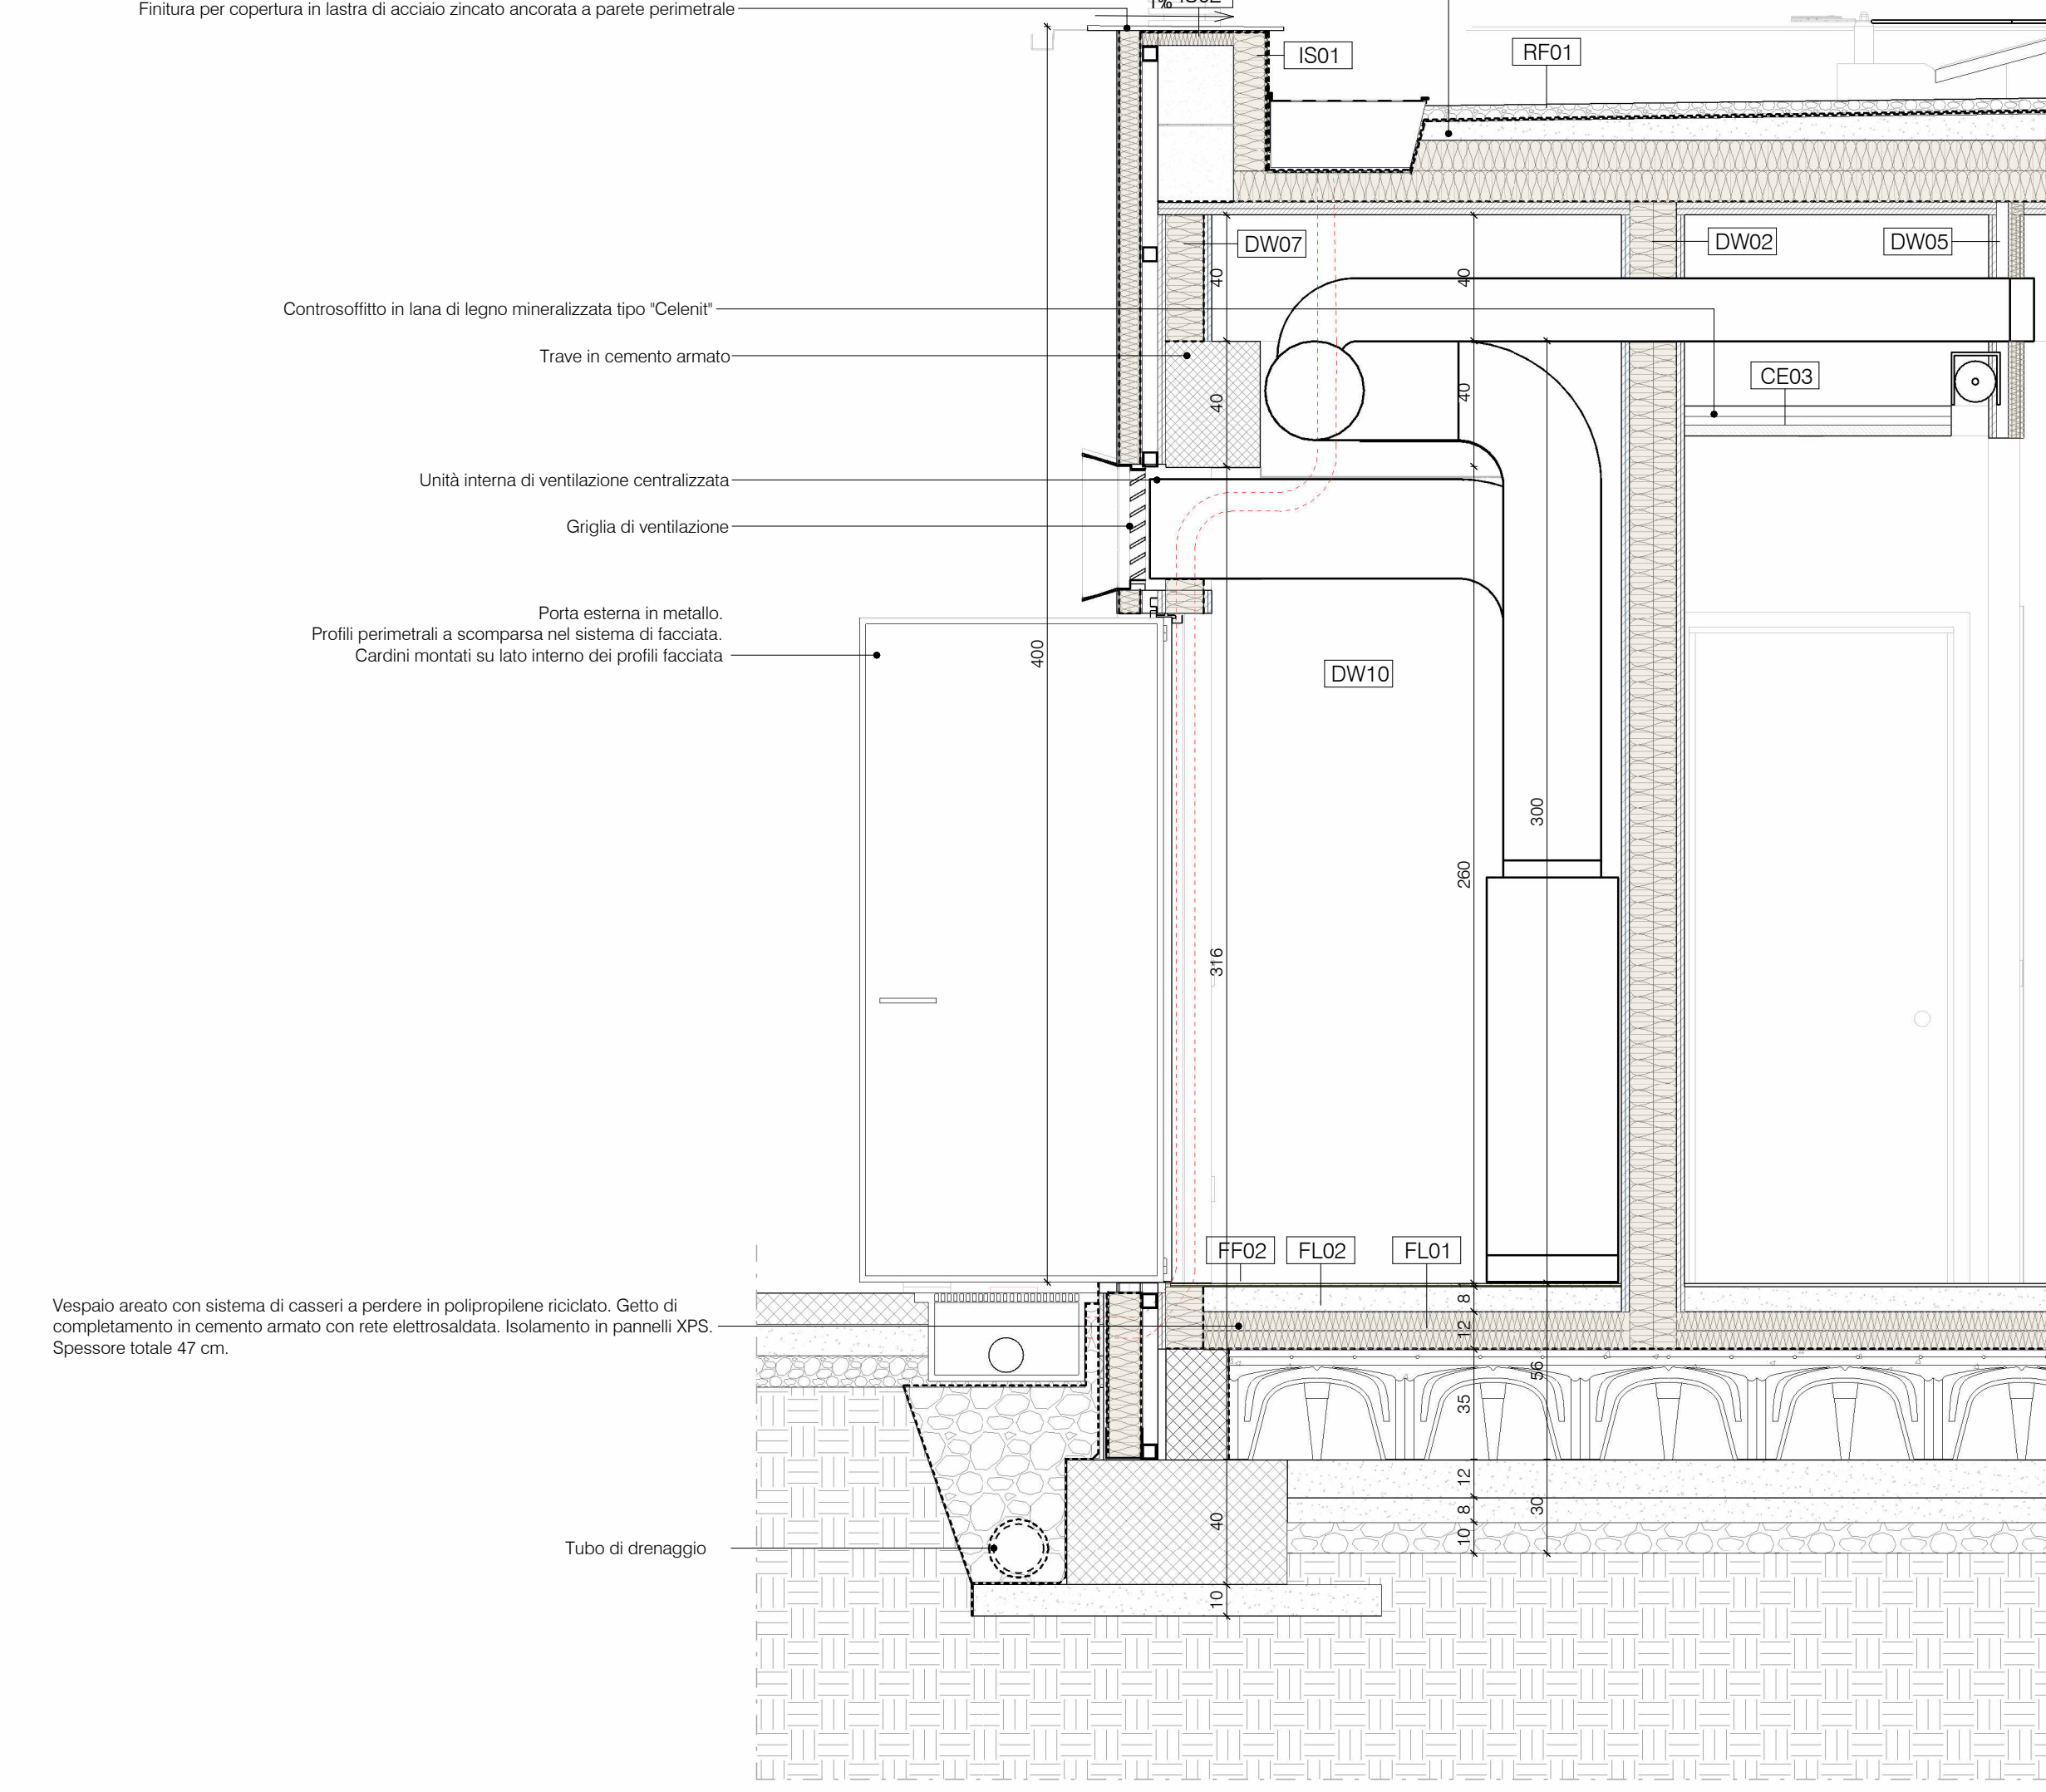 Finitura per copertura in lastra di acciaio zincato ancorata a parete perimetrale
1%
IS02
IS01
RF01
DW07
DW02
DW05
40
40
Controsoffitto in lana di legno mineralizzata tipo "Celenit"
Trave in cemento armato
CE03
40
40
Unità interna di ventilazione centralizzata
Griglia di ventilazione
Porta esterna in metallo.
Profili perimetrali a scomparsa nel sistema di facciata.
Cardini montati su lato interno dei profili facciata
400
DW10
300
260
316
FF02
FL02
FL01
Vespaio areato con sistema di casseri a perdere in polipropilene riciclato. Getto di
completamento in cemento armato con rete elettrosaldata. Isolamento in pannelli XPS.
Spessore totale 47 cm.
8
12
56
35
12
8
30
10
40
10
Tubo di drenaggio